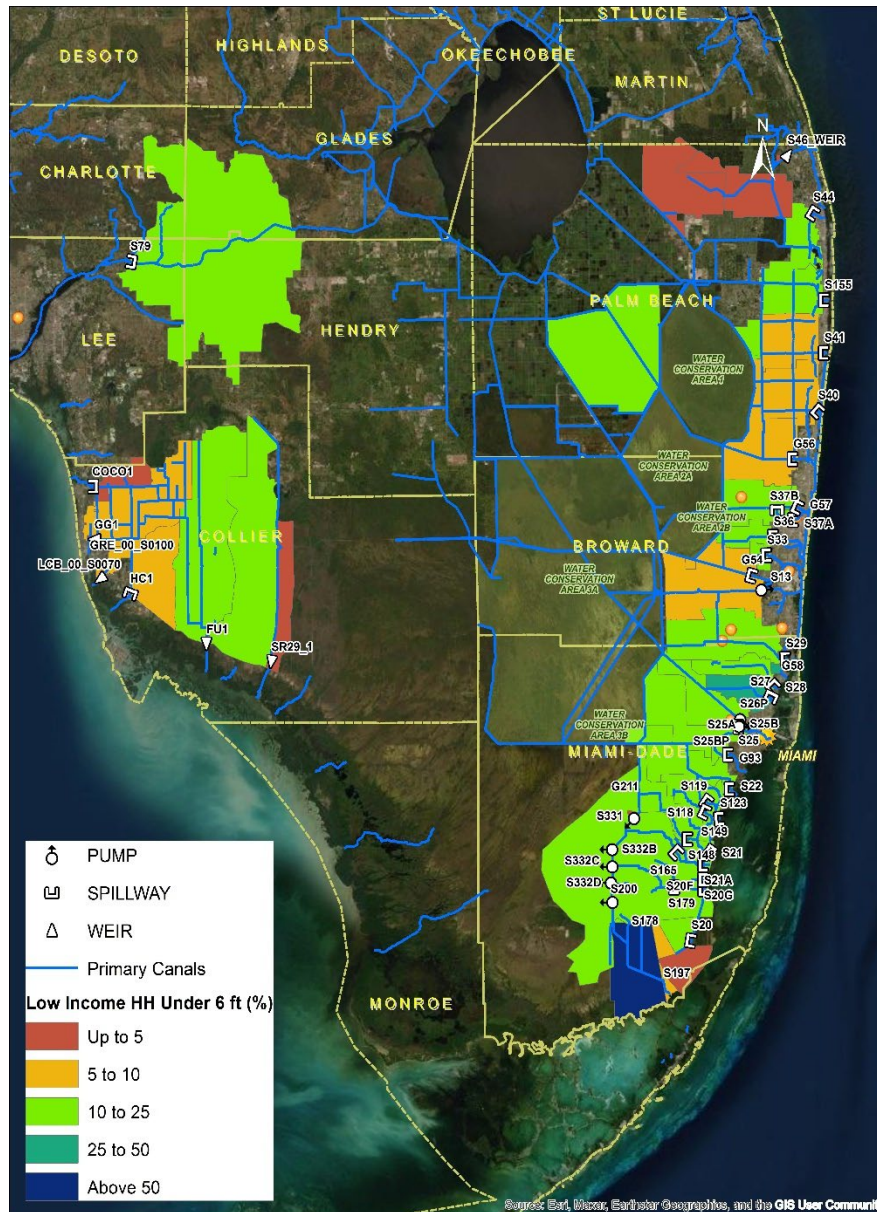 ST LUCIE
HIGHLANDS
OKEECHOBEE
DESOTO
MARTIN
GLADES
N
S46_WEIR
CHARLOTTE
S44
S79
S155
PALM BEACH
LEE
HENDRY
WATER
CONSERVATION
AREA 1
S41
S40
G56
WATER
CONSERVATION
AREA 2A
COCO1
S37B
G57
WATER
CONSERVATION
AREA 2B
S36
S37A
GG1
COLLIER
S33
GRE_00_S0100
BROWARD
LCB_00_S0070
G54
S13
WATER
CONSERVATION
AREA 3A
HC1
FU1
SR29_1
S29
G58
S27
S28
S26P
WATER
CONSERVATION
AREA 3B
S25A
S25B
S25BP
S25
MIAMI-DADE
MIAMI
G93
G211
S119
S22
S118
S123
S331
S149
S332B
S148
S21
S332C
S165
S332D
S20F
S21A
S200
S179
S20G
S178
S20
S197
MONROE
PUMP
SPILLWAY
WEIR
Primary Canals
Low Income HH Under 6 ft (%)
Up to 5
5 to 10
10 to 25
25 to 50
Above 50
Source: Esri, Maxar, Earthstar Geographics, and the GIS User Communit